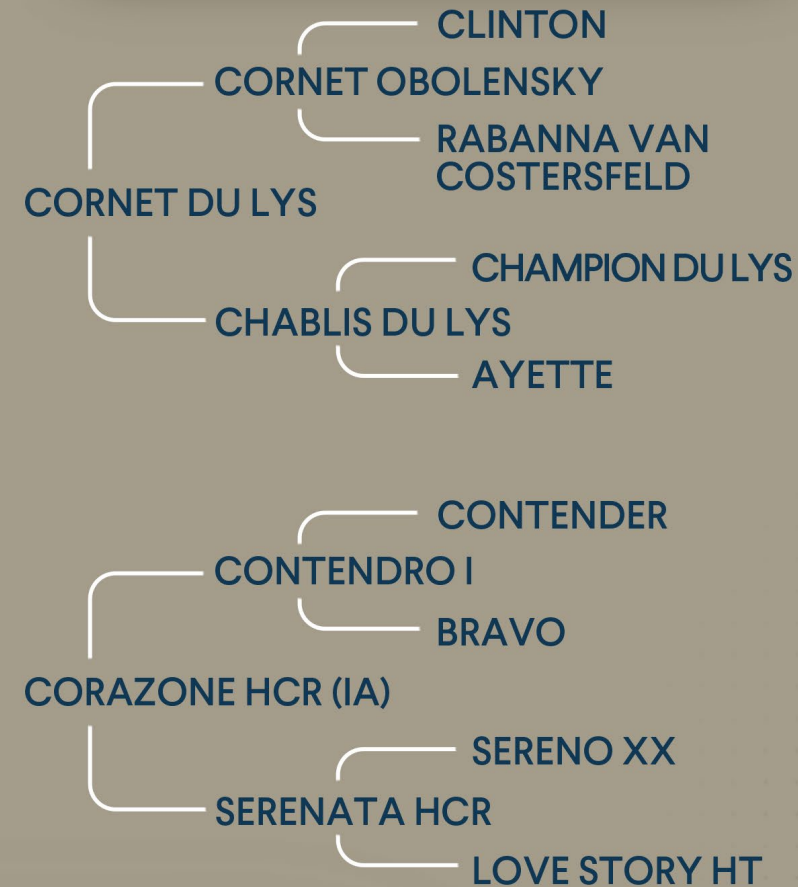 CLINTON
CORNET OBOLENSKY
RABANNA VAN
COSTERSFELD
CORNET DU LYS
CHAMPION DU LYS
CHABLIS DU LYS
AYETTE
CONTENDER
CONTENDRO I
BRAVO
CORAZONE HCR (IA)
SERENO XX
SERENATA HCR
LOVE STORY HT